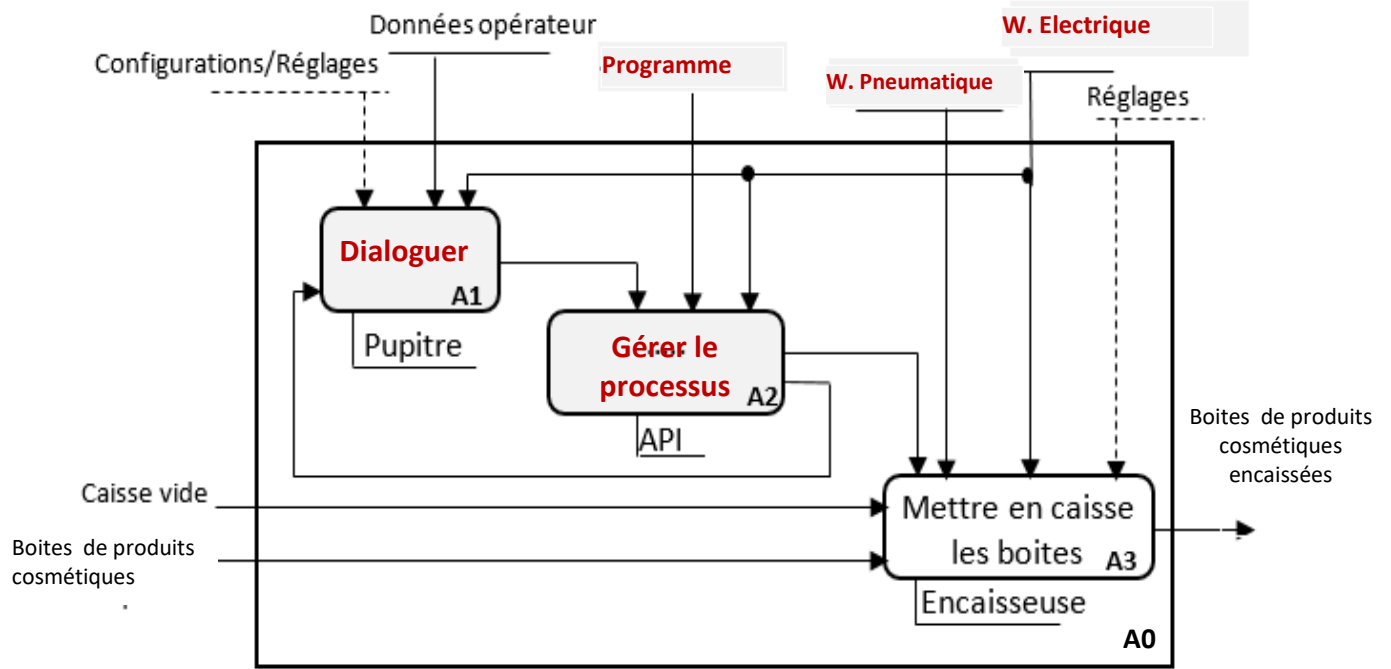 Données opérateur
W. Electrique
Configurations/Réglages
Programme
W. Pneumatique
Réglages
Dialoguer
A1
Pupitre
Gérer le
processus
A2
API
Boites de produits
cosmétiques
encaissées
Caisse vide
Mettre en caisse
les boites
A3
Boites de produits
cosmétiques
Encaisseuse
A0